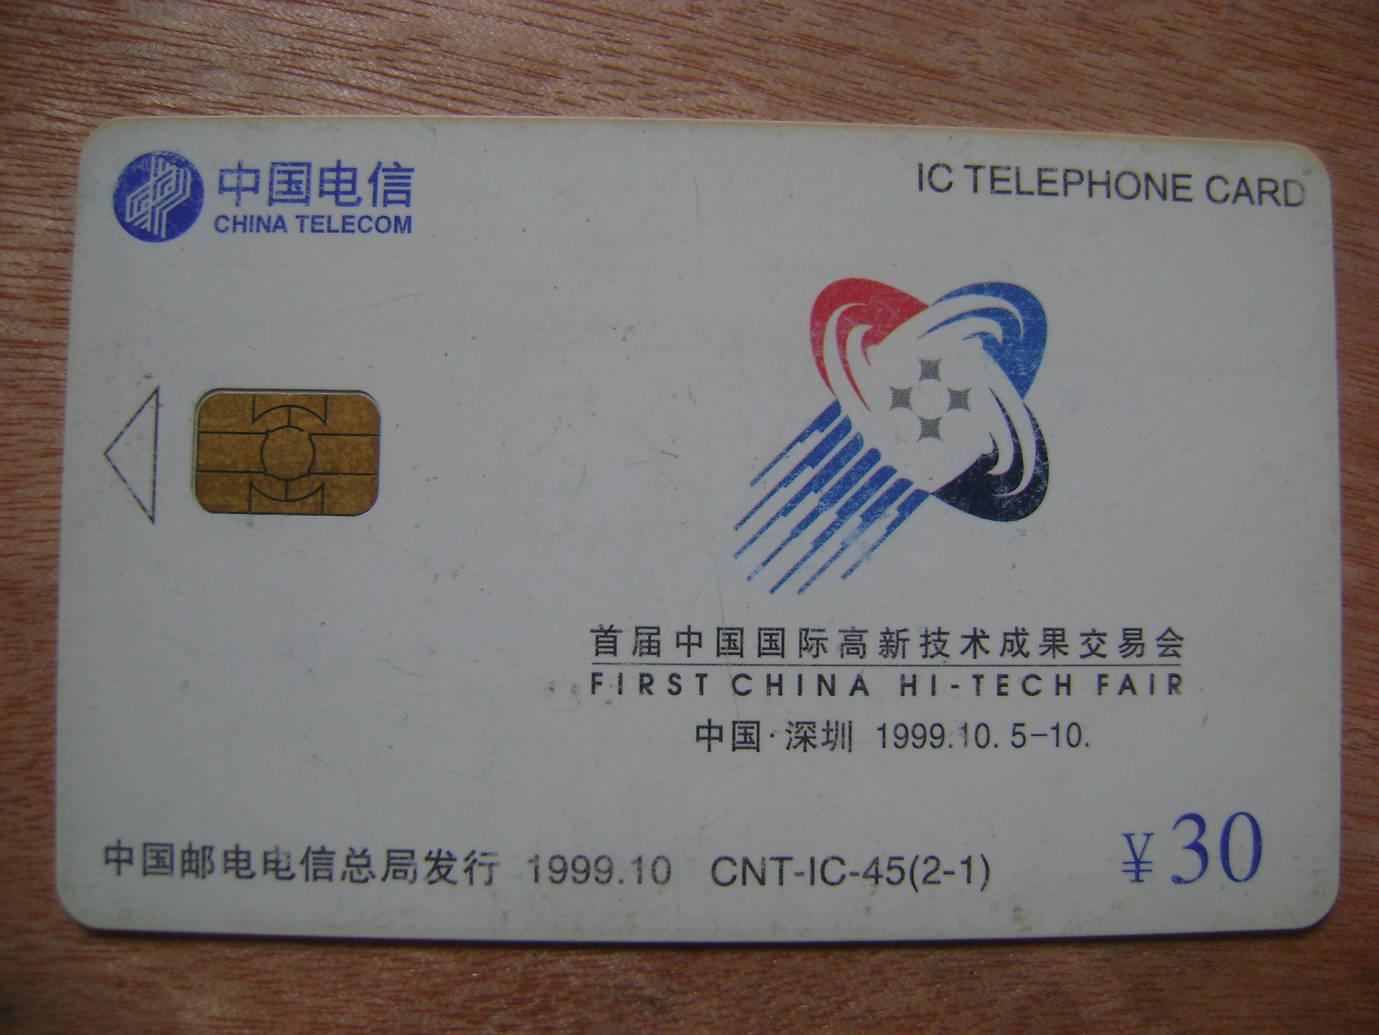 中国电信
CHINA TELECOM
IC TELEPHONE CARD
首届中国国际高新技术成果交易会
FIRST CHINA HI-TECH FAIR
中国·深圳 1999.10. 5-10.
中国邮电电信总局发行 1999.10 CNT-IC-45(2-1)
¥30